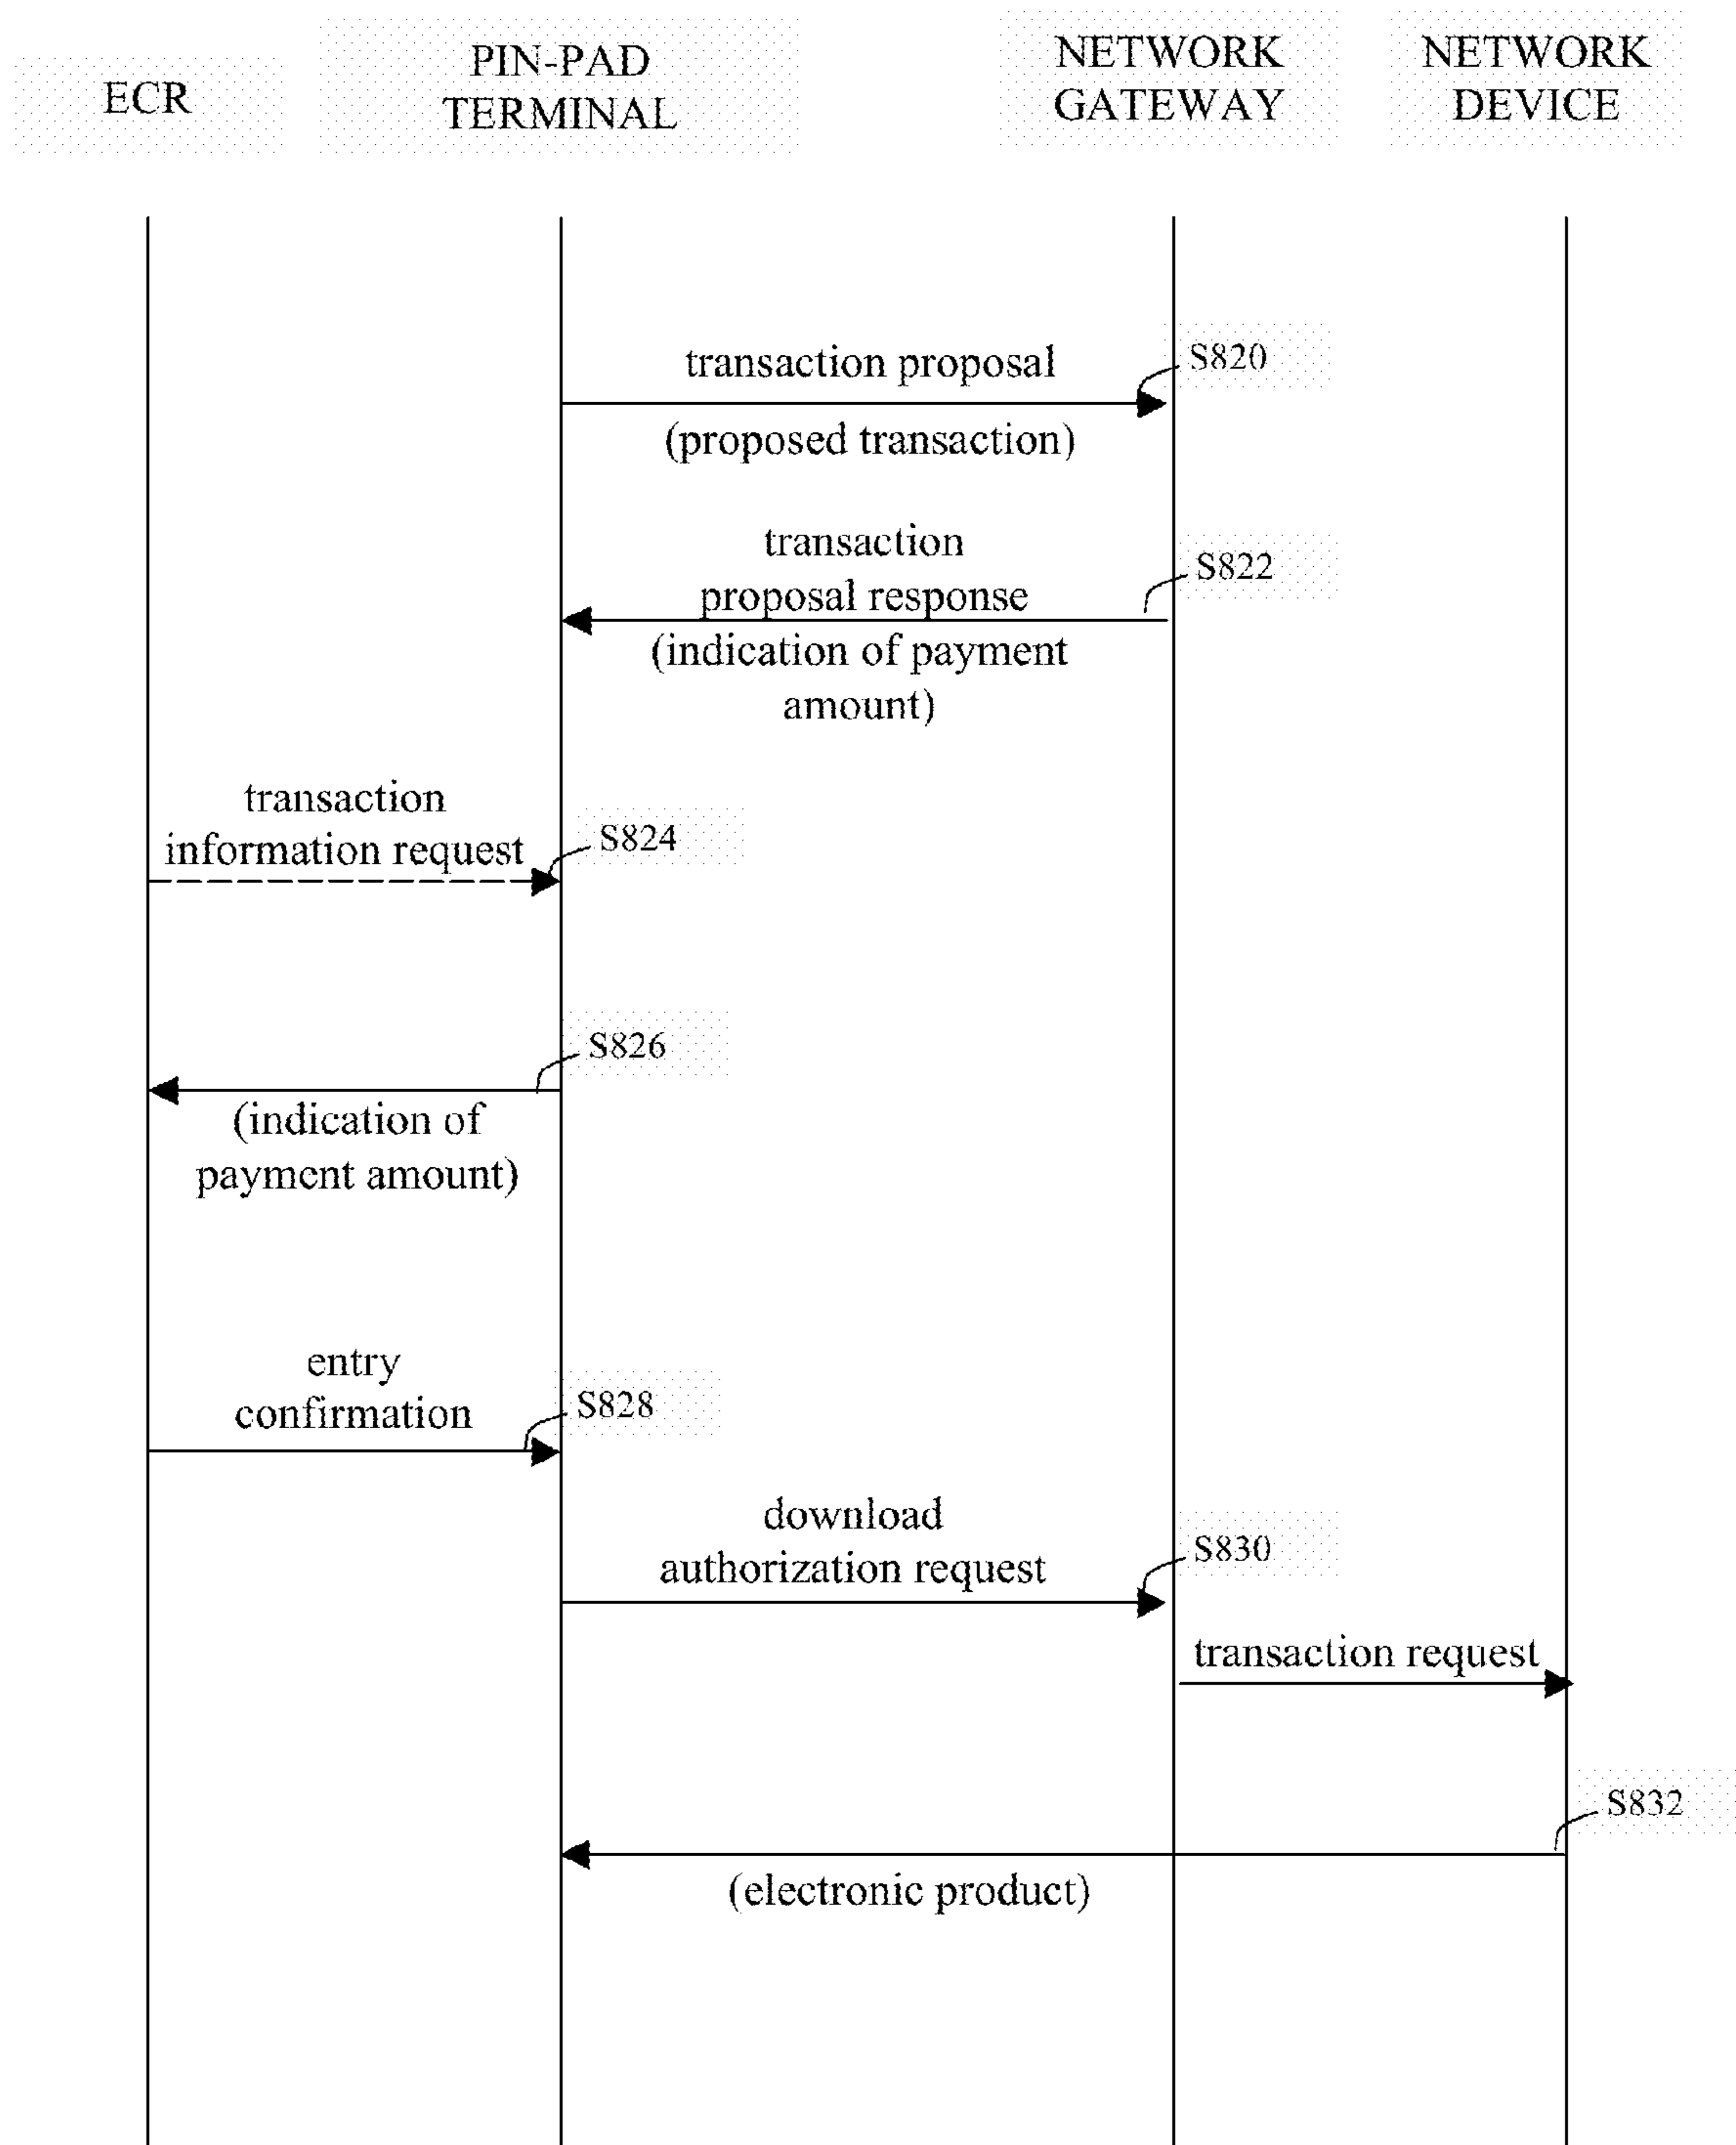 ECR
PIN-PAD
TERMINAL
NETWORK
GATEWAY
NETWORK
DEVICE
transaction proposal
S820
(proposed transaction)
transaction
proposal response
S822
(indication of payment
amount)
transaction
information request
S824
S826
(indication of
payment amount)
entry
confirmation
S828
download
authorization request
S830
transaction request
S832
(electronic product)